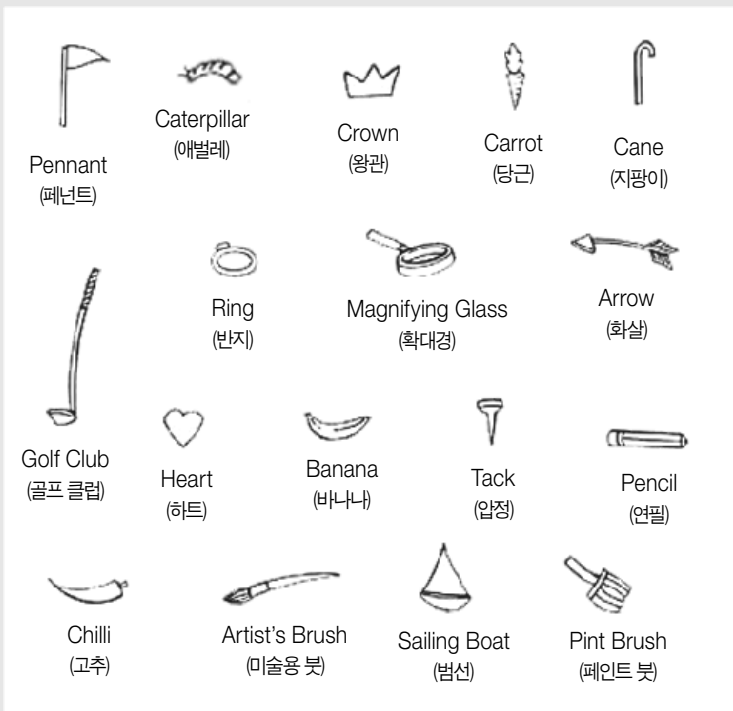 Pennant
(페넌트)
Caterpillar
(애벌레)
Crown
(왕관)
Carrot
(당근)
Cane
(지팡이)
Golf Club
(골프 클럽)
Ring
(반지)
Magnifying Glass
(확대경)
Arrow
(화살)
Heart
(하트)
Banana
(바나나)
Tack
(압정)
Pencil
(연필)
Chilli
(고추)
Artist's Brush
(미술용 붓)
Sailing Boat
(범선)
Pint Brush
(페인트 붓)